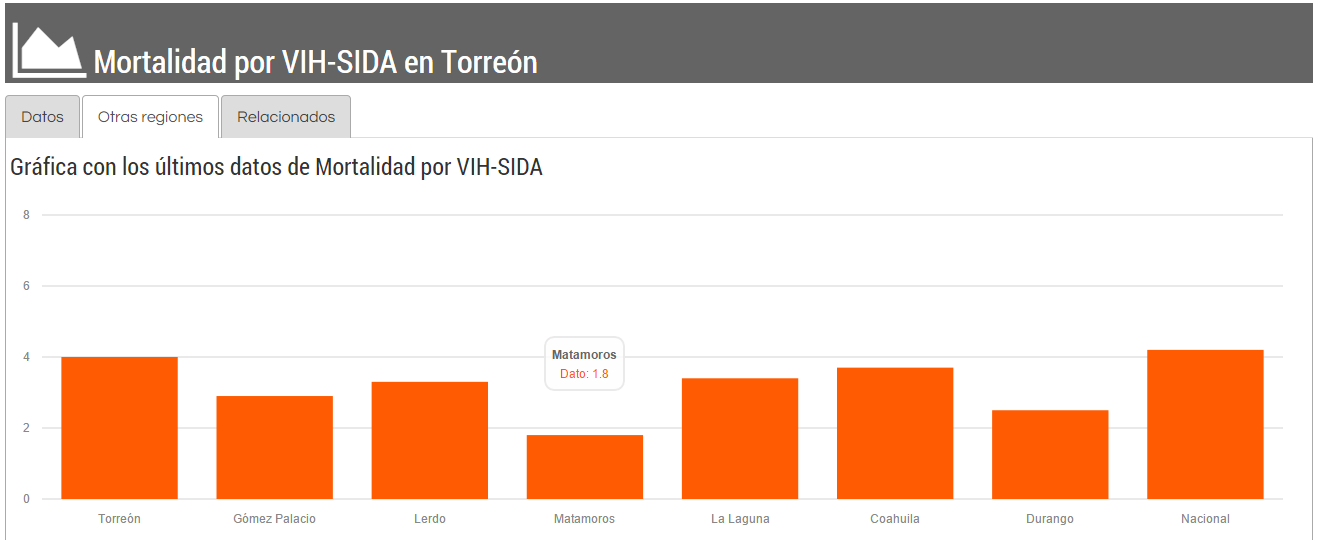 Mortalidad por VIH-SIDA en Torreón
Datos
Otras regiones
Relacionados
Gráfica con los últimos datos de Mortalidad por VIH-SIDA
8
6
4
2
0
Matamoros
Dato: 1.8
Torreón
Gómez Palacio
Lerdo
Matamoros
La Laguna
Coahuila
Durango
Nacional